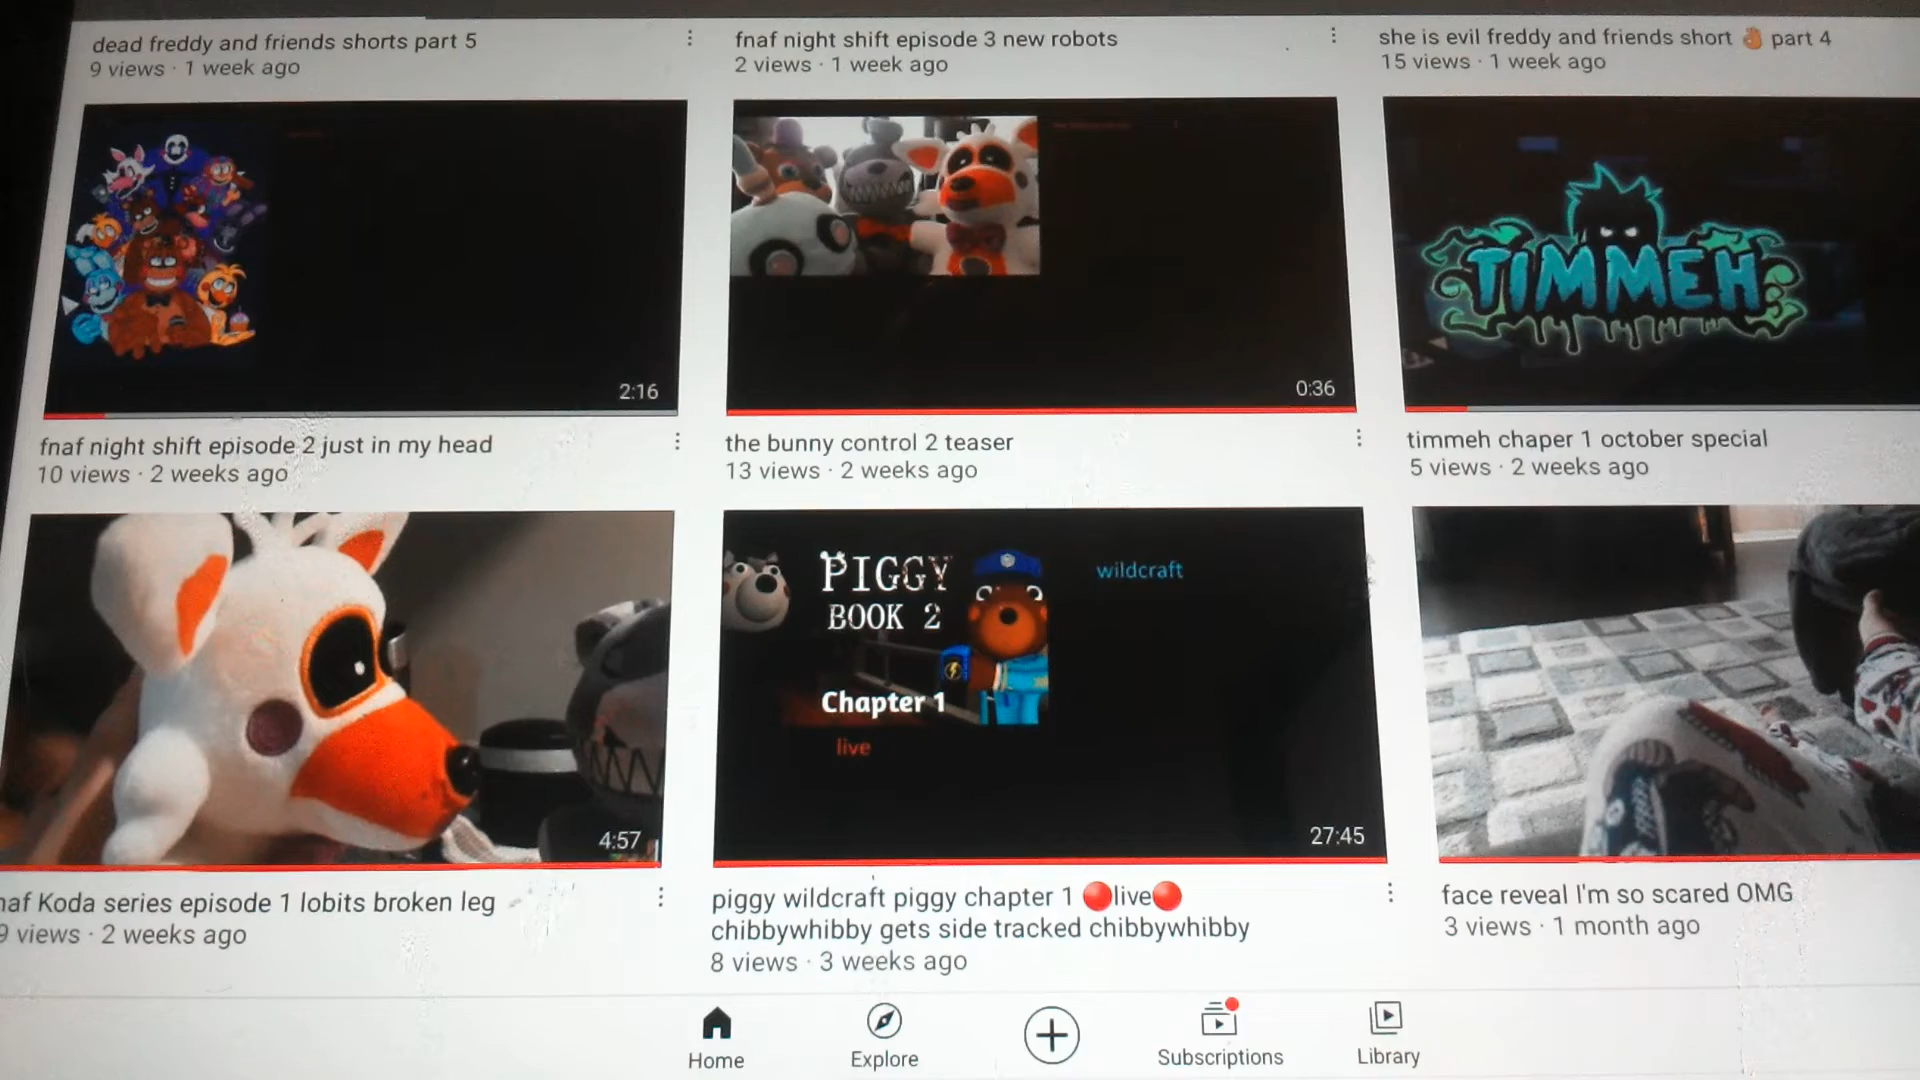 dead freddy and friends shorts part 5
9 views · 1 week ago
fnaf night shift episode 3 new robots
2 views · 1 week ago
she is evil freddy and friends short 👌 part 4
15 views · 1 week ago
2:16
0:36
TIMMEH
fnaf night shift episode 2 just in my head
10 views · 2 weeks ago
the bunny control 2 teaser
13 views · 2 weeks ago
timmeh chaper 1 october special
5 views · 2 weeks ago
4:57
PIGGY
BOOK 2
wildcraft
Chapter 1
live
27:45
naf Koda series episode 1 lobits broken leg
9 views · 2 weeks ago
piggy wildcraft piggy chapter 1 🔴live🔴
chibbywhibby gets side tracked chibbywhibby
8 views · 3 weeks ago
face reveal I'm so scared OMG
3 views · 1 month ago
Home
Explore
Subscriptions
Library